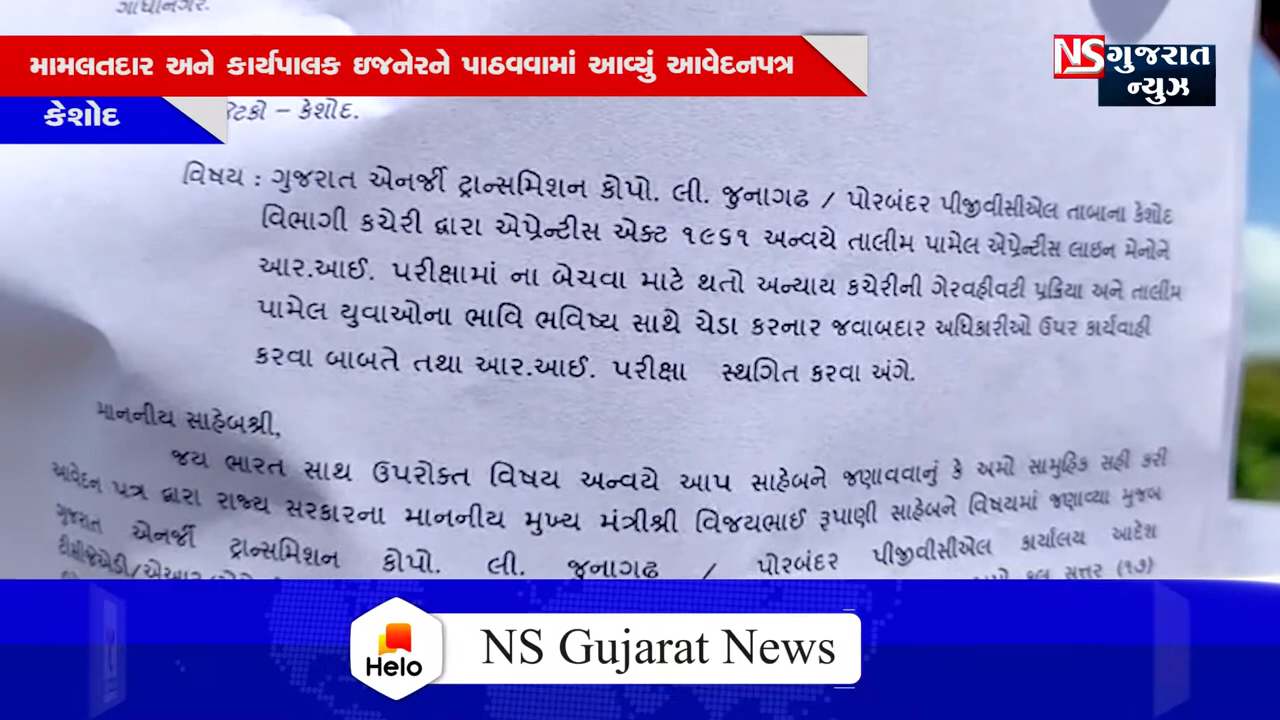 ગાંધીનગર.
મામલતદાર અને કાર્યપાલક ઇજનેરને પાઠવવામાં આવ્યું આવેદનપત્ર
NS ગુજરાત
ન્યુઝ
કેશોદ
– કેશોદ.
વિષય : ગુજરાત એનર્જી ટ્રાન્સમિશન કોપો. લી. જુનાગઢ / પોરબંદર પીજીવીસીએલ તાબાના કેશોદ
વિભાગી કચેરી દ્વારા એપ્રેન્ટીસ એક્ટ ૧૯૬૧ અન્વયે તાલીમ પામેલ એપ્રેન્ટીસ લાઇન મેનોને
આર.આઈ. પરીક્ષામાં ના બેચવા માટે થતો અન્યાય કચેરીની ગેરવહીવટી પ્રક્રિયા અને તાલીમ
પામેલ યુવાઓના ભાવિ ભવિષ્ય સાથે ચેડા કરનાર જવાબદાર અધિકારીઓ ઉપર કાર્યવાહી
કરવા બાબતે તથા આર.આઈ. પરીક્ષા સ્થગિત કરવા અંગે.
માનનીય સાહેબશ્રી,
જય ભારત સાથ ઉપરોક્ત વિષય અન્વયે આપ સાહેબને જણાવવાનું કે અમો સામુહિક સહી કરી
આવેદન પત્ર દ્વારા રાજ્ય સરકારના માનનીય મુખ્ય મંત્રીશ્રી વિજયભાઈ રૂપાણી સાહેબને વિષયમાં જણાવ્યા મુજબ
ગુજરાત એનર્જી ટ્રાન્સમિશન કોપો. લી. જુનાગઢ / પોરબંદર પીજીવીસીએલ કાર્યાલય આદેશ
સત્તર (૧૭)
Helo
NS Gujarat News